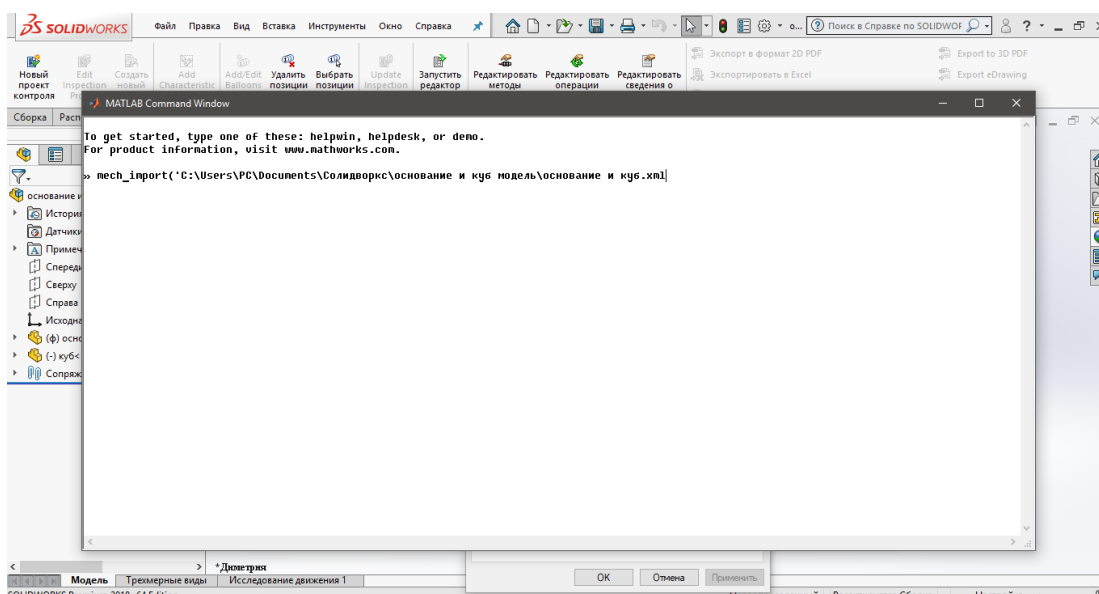 SOLIDWORKS Файл Правка Вид Вставка Инструменты Окно Справка о... Поиск в Справке по SOLIDWOF ?
Новый проект контроля
Edit Inspection
Создать новый
Add Characteristic
Add/Edit Balloons
Удалить позиции
Выбрать позиции
Update Inspection
Запустить редактор
Редактировать методы
Редактировать операции
Редактировать сведения о
Экспорт в формат 2D PDF
Экспортировать в Excel
Export to 3D PDF
Export eDrawing
Сборка Расп
MATLAB Command Window
To get started, type one of these: helpwin, helpdesk, or demo.
For product information, visit www.mathworks.com.
» mech_import('C:\Users\PC\Documents\Солидворкс\основание и куб модель\основание и куб.xml
основание и
История
Датчики
Примеч
Спереди
Сверху
Справа
Исходна
(ф) осно
(-) куб<
Сопряж
*Диметрия
OK Отмена Применить
Модель Трехмерные виды Исследование движения 1